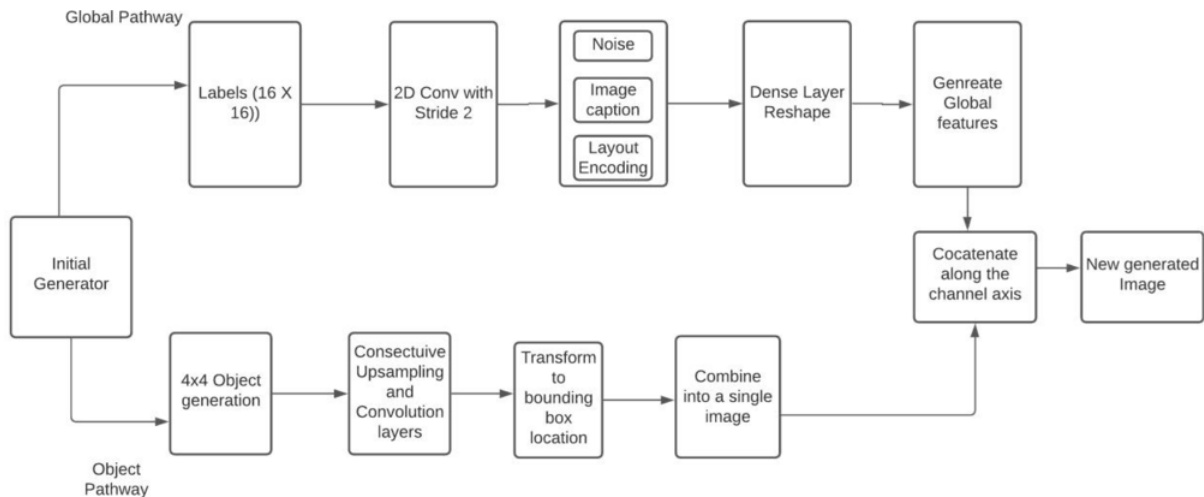 Global Pathway
Labels (16 X
16))
2D Conv with
Stride 2
Noise
Image
caption
Layout
Encoding
Dense Layer
Reshape
Genreate
Global
features
Initial
Generator
Cocatenate
along the
channel axis
New generated
Image
4x4 Object
generation
Consectuive
Upsampling
and
Convolution
layers
Transform
to
bounding
box
location
Combine
into a single
image
Object
Pathway